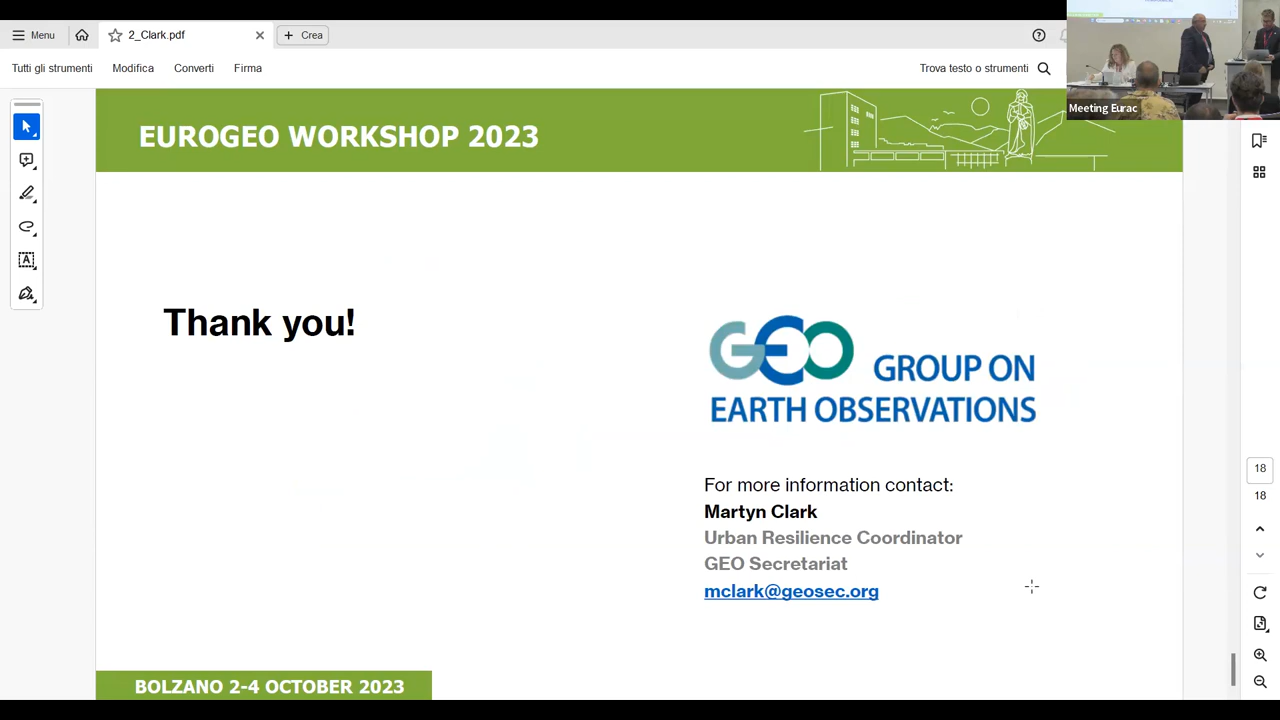 Menu
2_Clark.pdf
Crea
Tutti gli strumenti
Modifica
Converti
Firma
Trova testo o strumenti
Meeting Eurac
EUROGEO WORKSHOP 2023
Thank you!
GEO GROUP ON
EARTH OBSERVATIONS
For more information contact:
Martyn Clark
Urban Resilience Coordinator
GEO Secretariat
mclark@geosec.org
18
18
BOLZANO 2-4 OCTOBER 2023